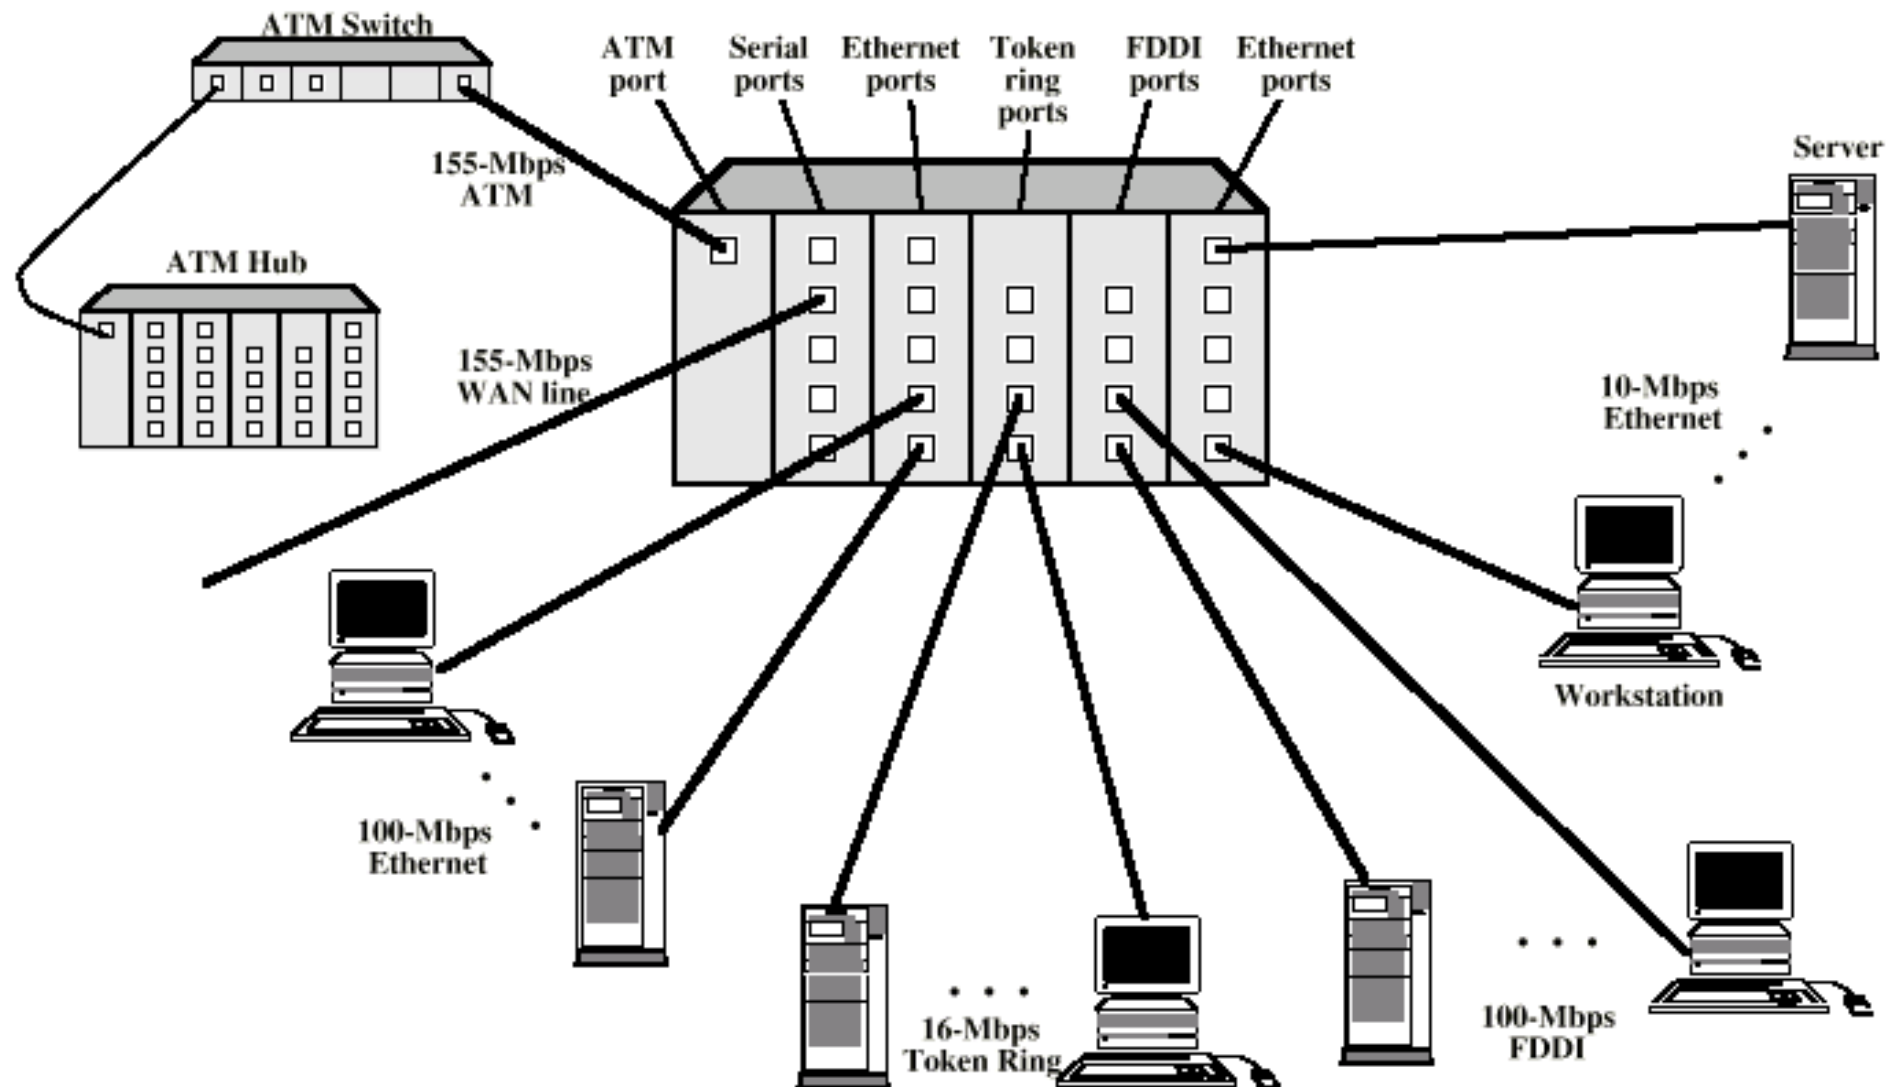 ATM Switch
ATM
port
Serial
ports
Ethernet
ports
Token
ring
ports
FDDI
ports
Ethernet
ports
155-Mbps
ATM
Server
ATM Hub
155-Mbps
WAN line
10-Mbps
Ethernet
Workstation
100-Mbps
Ethernet
16-Mbps
Token Ring
100-Mbps
FDDI